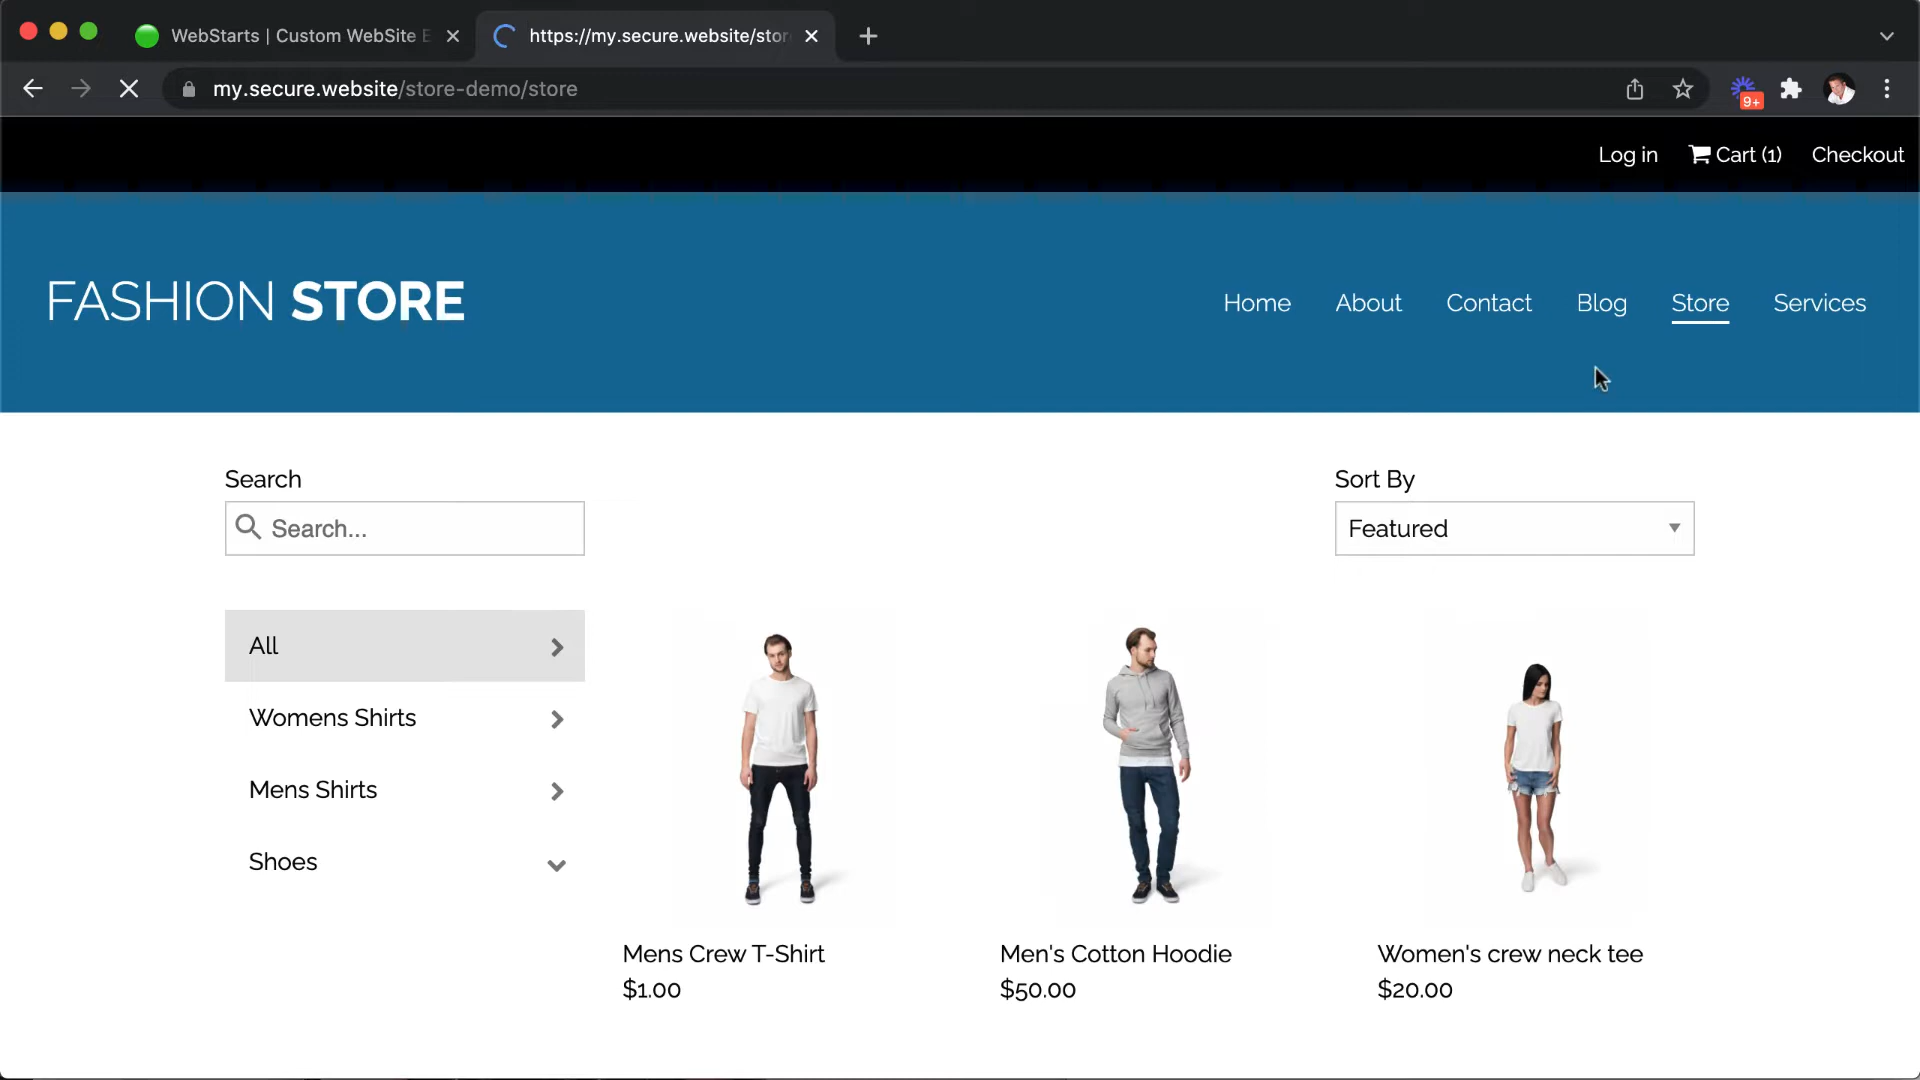 WebStarts | Custom WebSite
https://my.secure.website/stor
my.secure.website/store-demo/store
9+
Log in Cart (1) Checkout
FASHION STORE
Home About Contact Blog Store Services
Search
Search...
Sort By
Featured
All
Womens Shirts
Mens Shirts
Shoes
Mens Crew T-Shirt
$1.00
Men's Cotton Hoodie
$50.00
Women's crew neck tee
$20.00